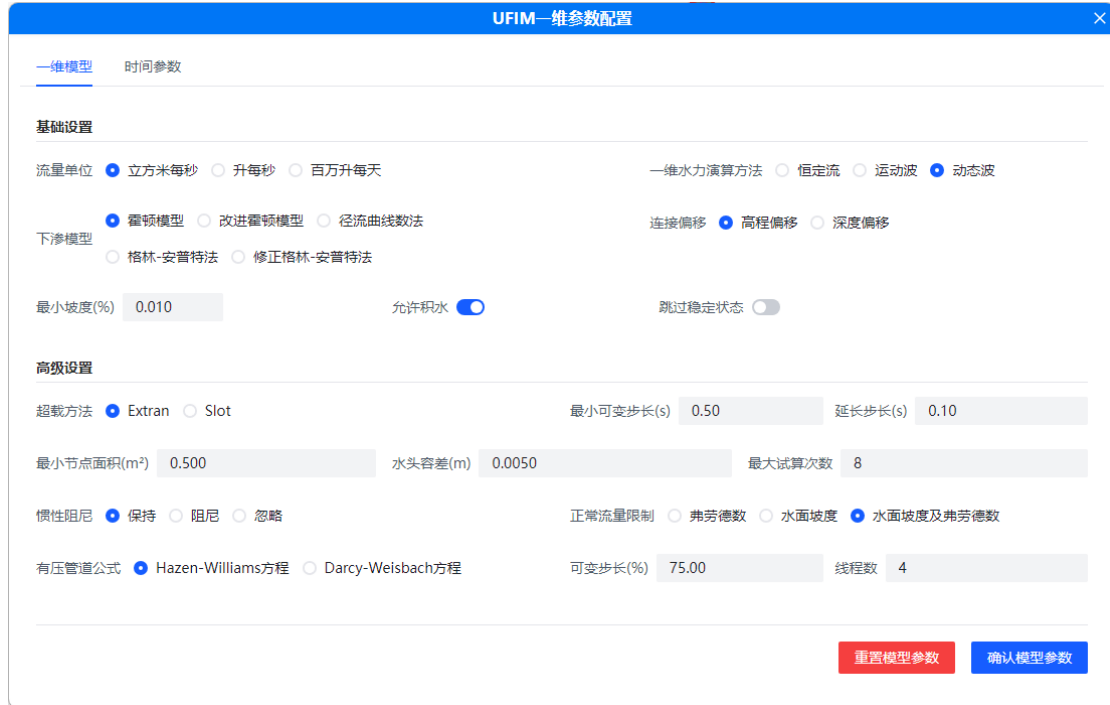 UFIM一维参数配置
一维模型 时间参数
基础设置
流量单位 立方米每秒 升每秒 百万升每天 一维水力演算方法 恒定流 运动波 动态波
霍顿模型 改进霍顿模型 径流曲线数法 连接偏移 高程偏移 深度偏移
下渗模型
格林-安普特法 修正格林-安普特法
最小坡度(%) 0.010 允许积水 跳过稳定状态
高级设置
超载方法 Extran Slot 最小可变步长(s) 0.50 延长步长(s) 0.10
最小节点面积(m²) 0.500 水头容差(m) 0.0050 最大试算次数 8
惯性阻尼 保持 阻尼 忽略 正常流量限制 弗劳德数 水面坡度 水面坡度及弗劳德数
有压管道公式 Hazen-Williams方程 Darcy-Weisbach方程 可变步长(%) 75.00 线程数 4
重置模型参数 确认模型参数